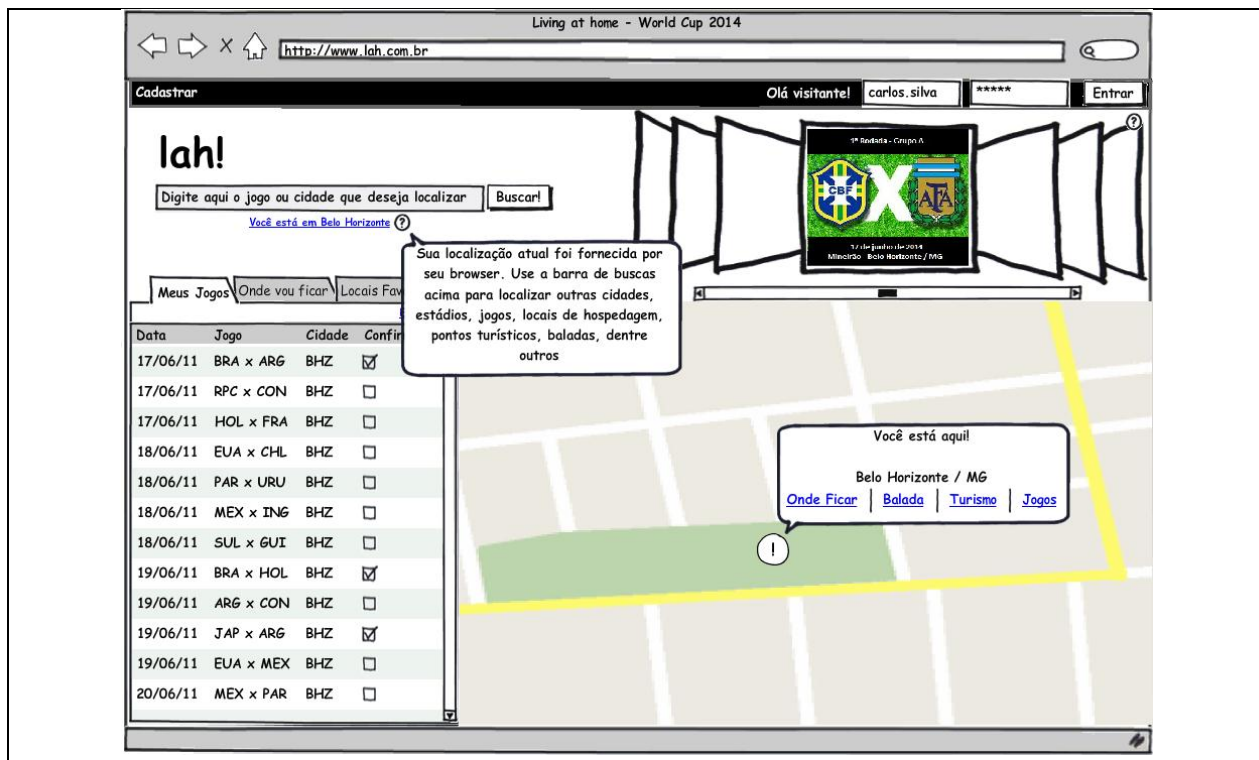 Living at home - World Cup 2014
http://www.lah.com.br
Cadastrar
Olá visitante!
carlos.silva
*****
Entrar
lah!
?
Digite aqui o jogo ou cidade que deseja localizar
Buscar!
Você está em Belo Horizonte
?
1ª Rodada - Grupo A
CBF
X
17 de junho de 2014
Mineirão - Belo Horizonte / MG
Sua localização atual foi fornecida por
seu browser. Use a barra de buscas
acima para localizar outras cidades,
estádios, jogos, locais de hospedagem,
pontos turísticos, baladas, dentre
outros
Meus Jogos
Onde vou ficar
Locais
Data Jogo Cidade
17/06/11 BRA x ARG BHZ
17/06/11 RPC x CON BHZ
17/06/11 HOL x FRA BHZ
18/06/11 EUA x CHL BHZ
18/06/11 PAR x URU BHZ
18/06/11 MEX x ING BHZ
18/06/11 SUL x GUI BHZ
19/06/11 BRA x HOL BHZ
19/06/11 ARG x CON BHZ
19/06/11 JAP x ARG BHZ
19/06/11 EUA x MEX BHZ
20/06/11 MEX x PAR BHZ
Você está aqui!
Belo Horizonte / MG
Onde Ficar | Balada | Turismo | Jogos
!